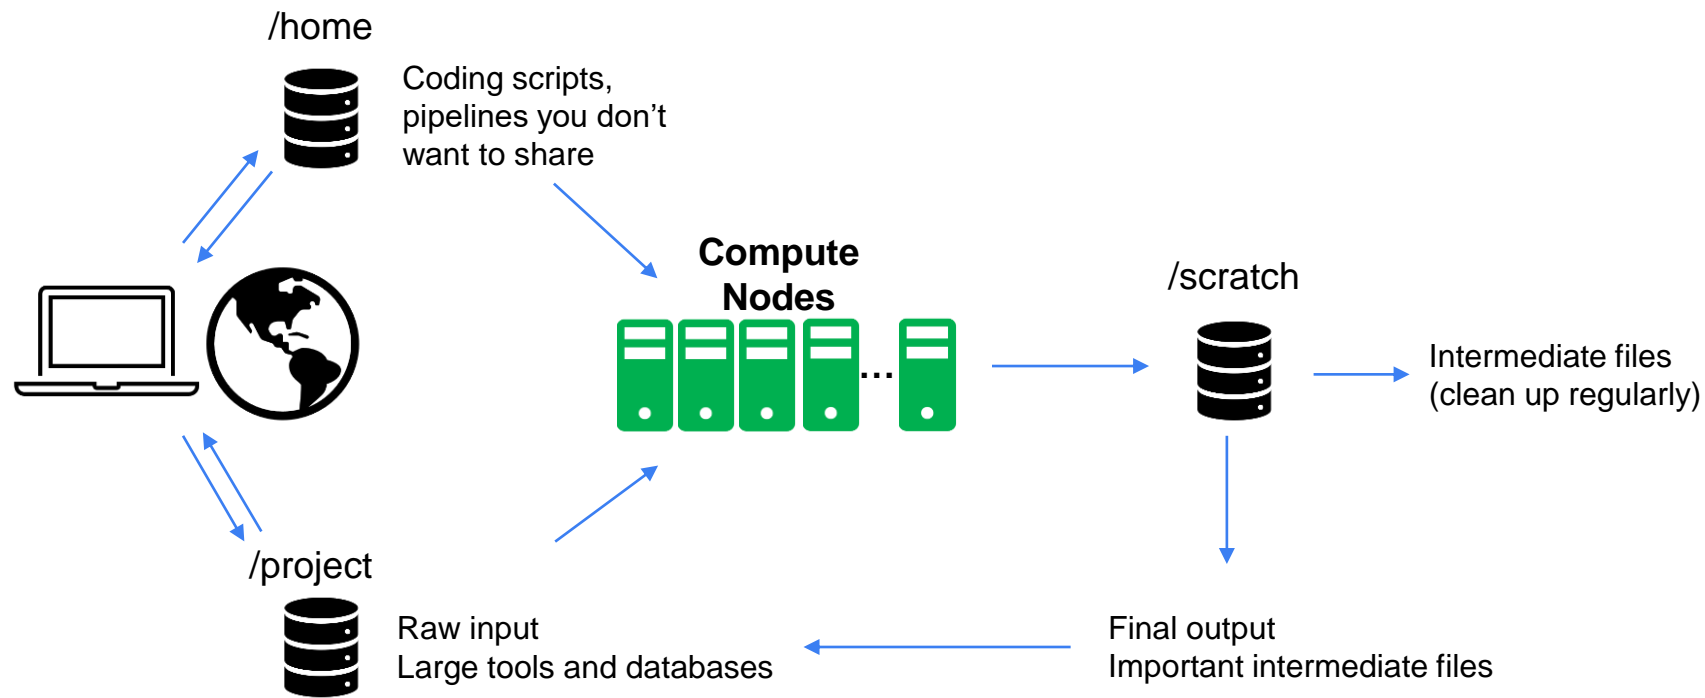 /home
Coding scripts,
pipelines you don’t
want to share
Compute
Nodes
...
/scratch
Intermediate files
(clean up regularly)
/project
Raw input
Large tools and databases
Final output
Important intermediate files